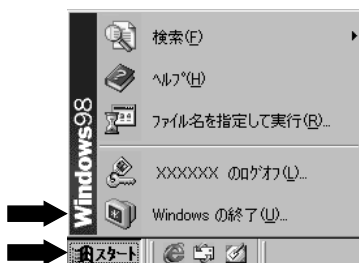 検索(F)
ﾍﾙﾌﾟ(H)
ファイル名を指定して実行(R)...
XXXXXX のﾛｸﾞｵﾌ(L)...
Windows の終了(U)...
Windows98
スタート